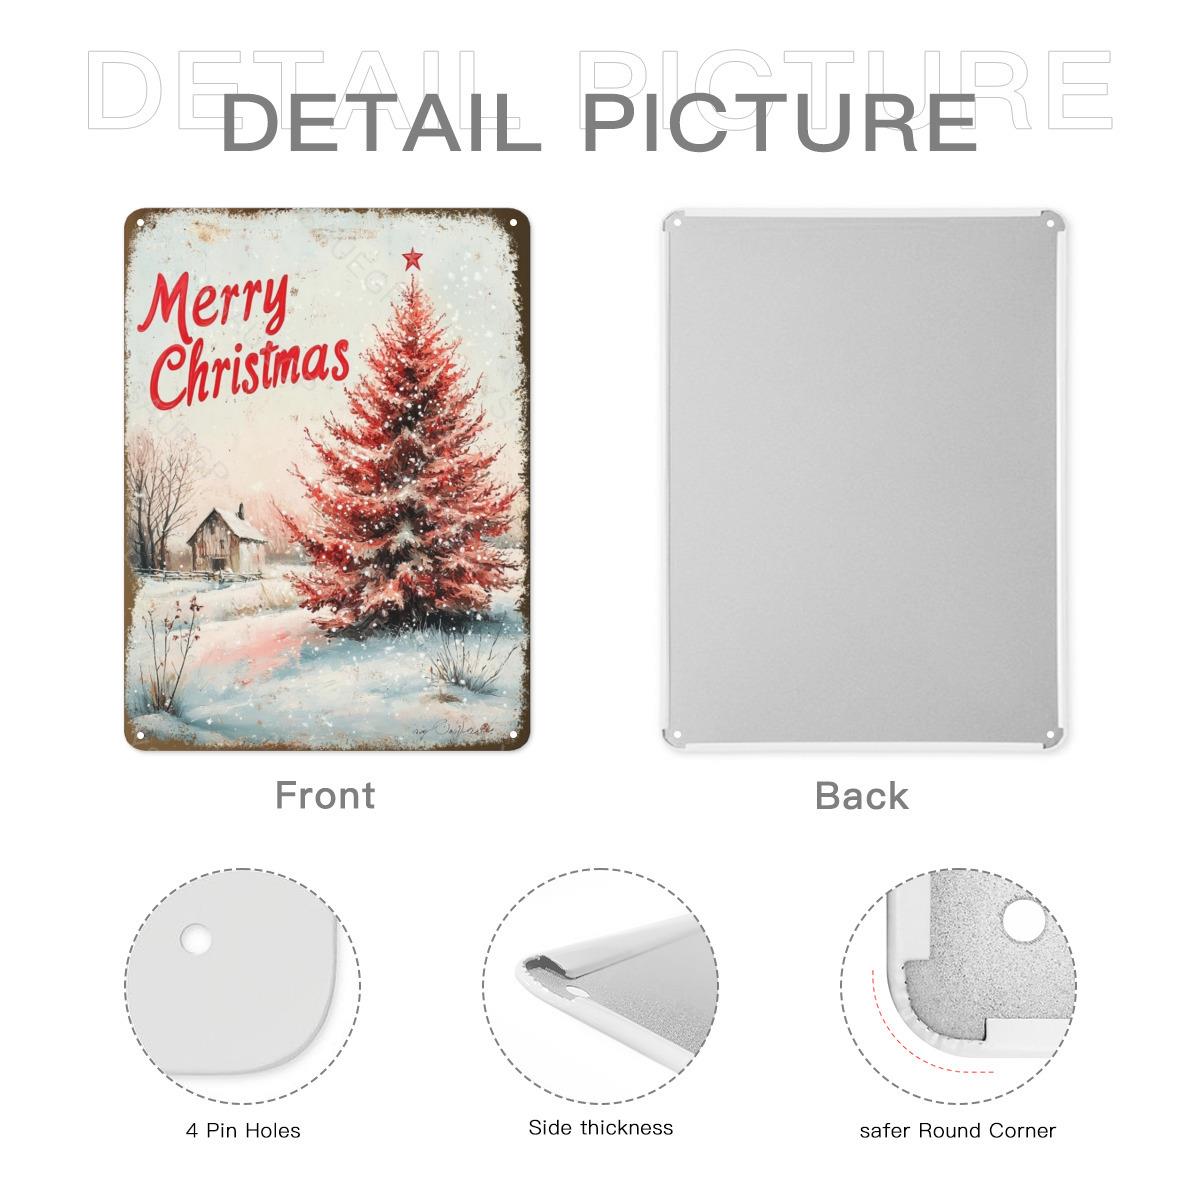 DETAIL PICTURE
DETAIL PICTURE
Merry
Christmas
Front
Back
4 Pin Holes
Side thickness
safer Round Corner